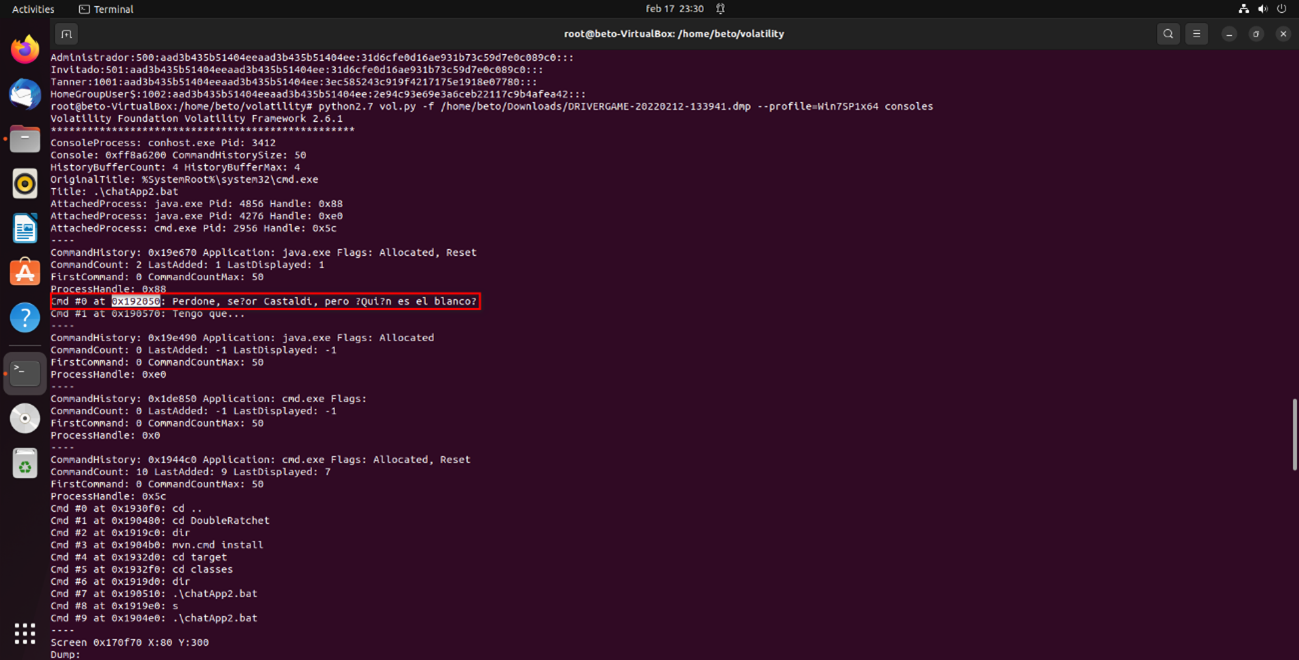 Activities
Terminal
feb 17 23:30
root@beto-VirtualBox: /home/beto/volatility
Administrador:500:aad3b435b51404eeaad3b435b51404ee:31d6cfe0d16ae931b73c59d7e0c089c0:::
Invitado:501:aad3b435b51404eeaad3b435b51404ee:31d6cfe0d16ae931b73c59d7e0c089c0:::
Tanner:1001:aad3b435b51404eeaad3b435b51404ee:3ec585243c919f4217175e1918e07780:::
HomeGroupUser$:1002:aad3b435b51404eeaad3b435b51404ee:2e94c93e69e3a6ceb22117c9b4afea42:::
root@beto-VirtualBox:/home/beto/volatility# python2.7 vol.py -f /home/beto/Downloads/DRIVERGAME-20220212-133941.dmp --profile=Win7SP1x64 consoles
Volatility Foundation Volatility Framework 2.6.1
**************************************************
ConsoleProcess: conhost.exe Pid: 3412
Console: 0xff8a6200 CommandHistorySize: 50
HistoryBufferCount: 4 HistoryBufferMax: 4
OriginalTitle: %SystemRoot%\system32\cmd.exe
Title: .\chatApp2.bat
AttachedProcess: java.exe Pid: 4856 Handle: 0x88
AttachedProcess: java.exe Pid: 4276 Handle: 0xe0
AttachedProcess: cmd.exe Pid: 2956 Handle: 0x5c
----
CommandHistory: 0x19e670 Application: java.exe Flags: Allocated, Reset
CommandCount: 2 LastAdded: 1 LastDisplayed: 1
FirstCommand: 0 CommandCountMax: 50
ProcessHandle: 0x88
Cmd #0 at 0x192050: Perdone, se?or Castaldi, pero ?Qui?n es el blanco?
Cmd #1 at 0x190570: Tengo que...
----
CommandHistory: 0x19e490 Application: java.exe Flags: Allocated
CommandCount: 0 LastAdded: -1 LastDisplayed: -1
FirstCommand: 0 CommandCountMax: 50
ProcessHandle: 0xe0
----
CommandHistory: 0x1de850 Application: cmd.exe Flags:
CommandCount: 0 LastAdded: -1 LastDisplayed: -1
FirstCommand: 0 CommandCountMax: 50
ProcessHandle: 0x0
----
CommandHistory: 0x1944c0 Application: cmd.exe Flags: Allocated, Reset
CommandCount: 10 LastAdded: 9 LastDisplayed: 7
FirstCommand: 0 CommandCountMax: 50
ProcessHandle: 0x5c
Cmd #0 at 0x1930f0: cd ..
Cmd #1 at 0x190480: cd DoubleRatchet
Cmd #2 at 0x1919c0: dir
Cmd #3 at 0x1904b0: mvn.cmd install
Cmd #4 at 0x1932d0: cd target
Cmd #5 at 0x1932f0: cd classes
Cmd #6 at 0x1919d0: dir
Cmd #7 at 0x190510: .\chatApp2.bat
Cmd #8 at 0x1919e0: s
Cmd #9 at 0x1904e0: .\chatApp2.bat
----
Screen 0x170f70 X:80 Y:300
Dump: